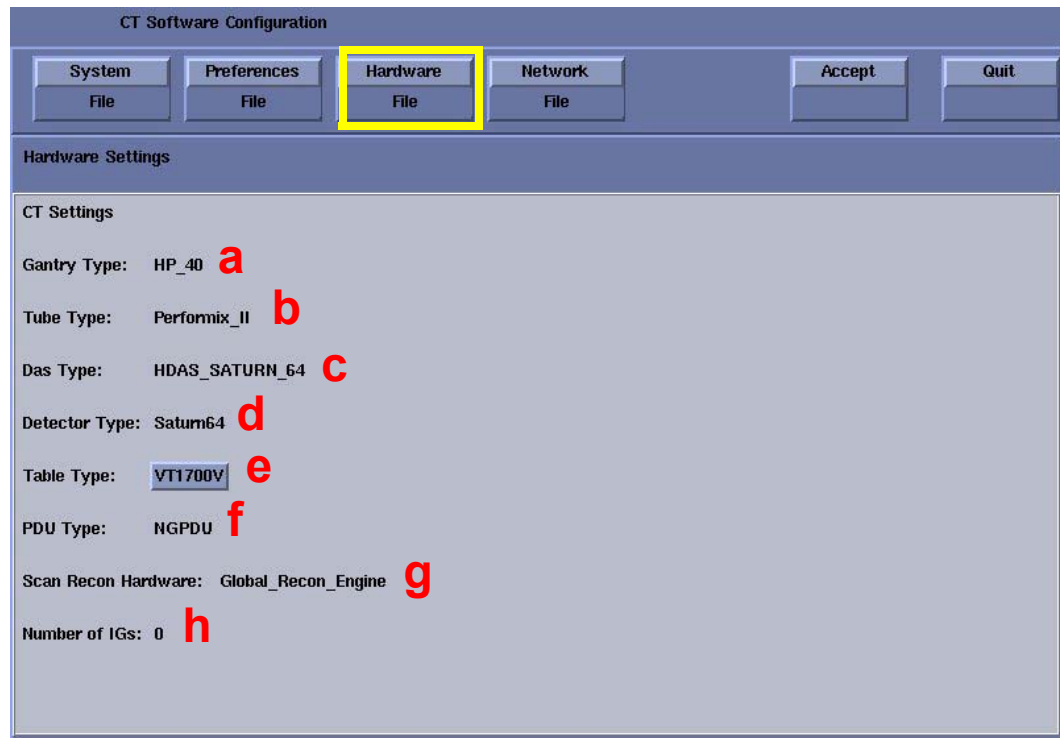 CT Software Configuration
System Preferences Hardware Network Accept Quit
File File File File
Hardware Settings
CT Settings
Gantry Type: HP_40 a
Tube Type: Performix_II b
Das Type: HDAS_SATURN_64 c
Detector Type: Saturn64 d
Table Type: VT1700V e
PDU Type: NGPDU f
Scan Recon Hardware: Global_Recon_Engine g
Number of IGs: 0 h